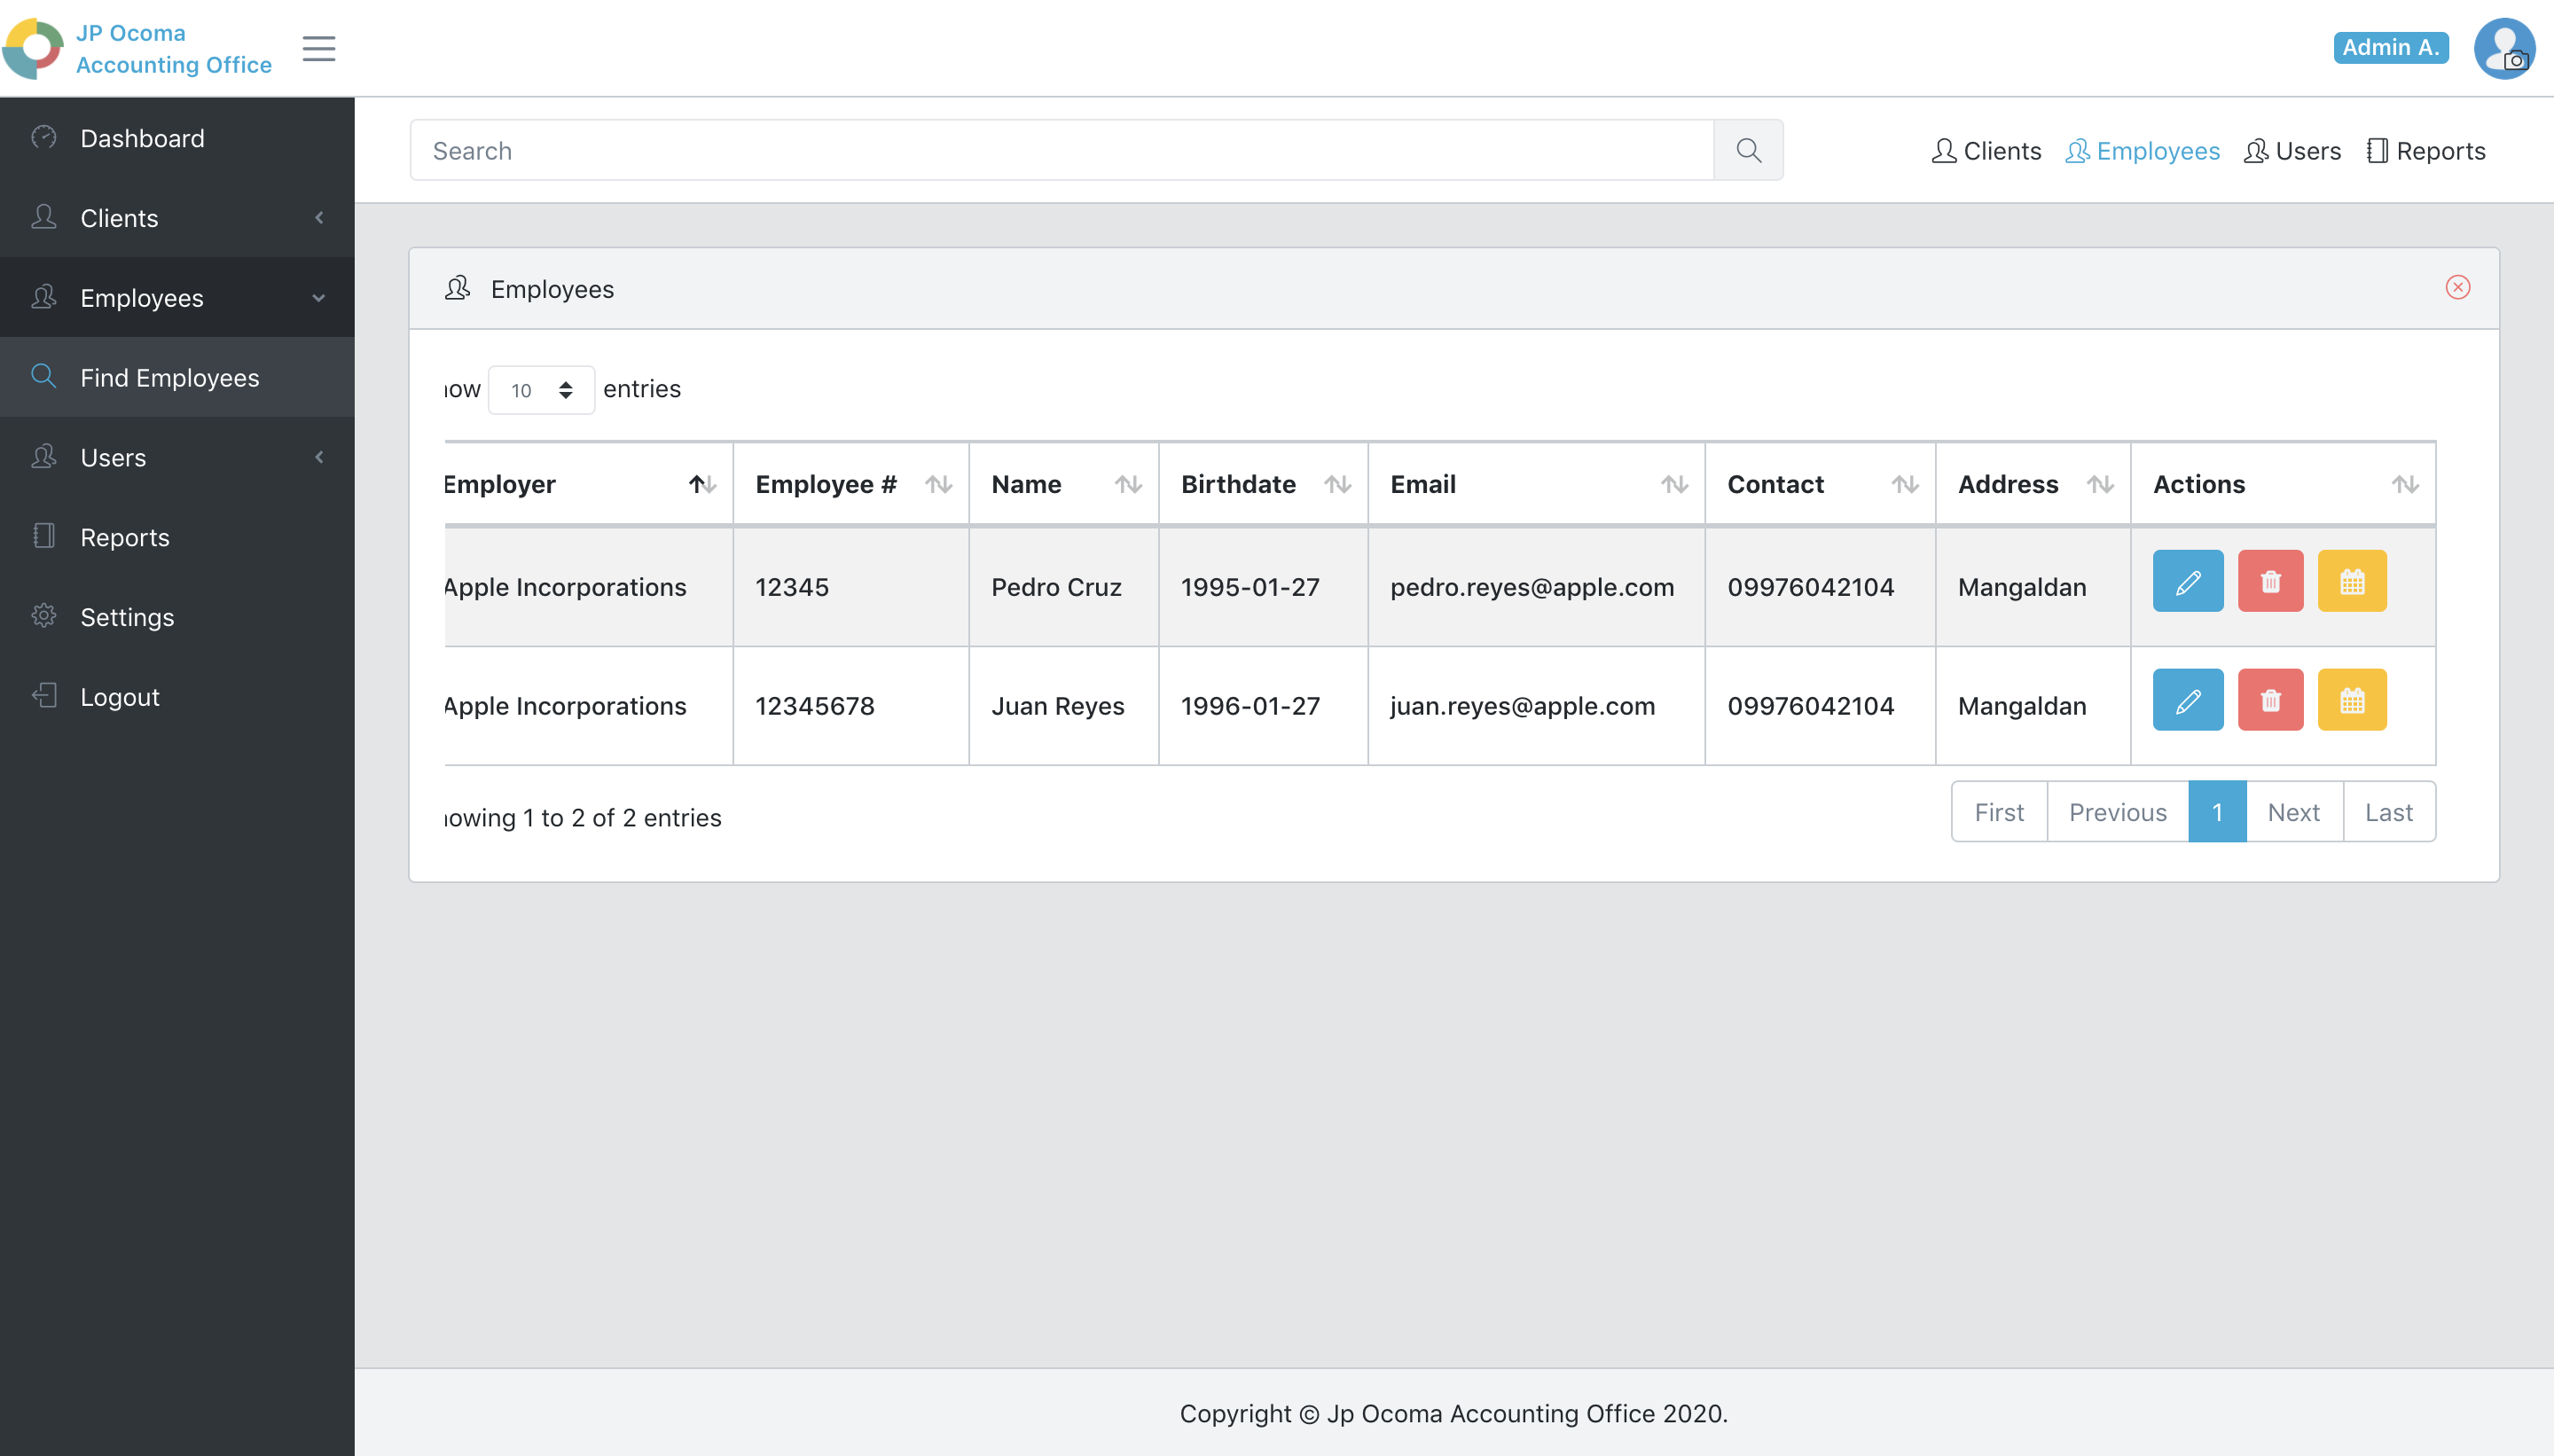 JP Ocoma
Accounting Office
Admin A.
Dashboard
Clients
Employees
Find Employees
Users
Reports
Settings
Logout
Search
Clients Employees Users Reports
Employees
how 10 entries
Employer Employee # Name Birthdate Email Contact Address Actions
Apple Incorporations 12345 Pedro Cruz 1995-01-27 pedro.reyes@apple.com 09976042104 Mangaldan
Apple Incorporations 12345678 Juan Reyes 1996-01-27 juan.reyes@apple.com 09976042104 Mangaldan
howing 1 to 2 of 2 entries
First Previous 1 Next Last
Copyright © Jp Ocoma Accounting Office 2020.